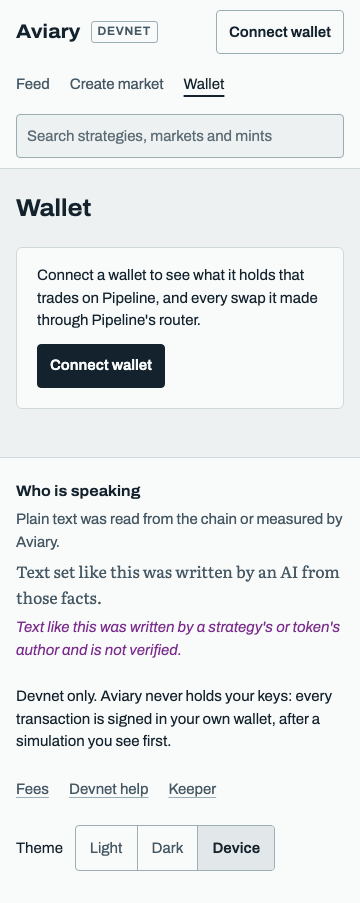 Aviary DEVNET Connect wallet
Feed Create market Wallet
Search strategies, markets and mints
Wallet
Connect a wallet to see what it holds that
trades on Pipeline, and every swap it made
through Pipeline's router.
Connect wallet
Who is speaking
Plain text was read from the chain or measured by
Aviary.
Text set like this was written by an AI from
those facts.
Text like this was written by a strategy's or token's
author and is not verified.
Devnet only. Aviary never holds your keys: every
transaction is signed in your own wallet, after a
simulation you see first.
Fees Devnet help Keeper
Theme Light Dark Device